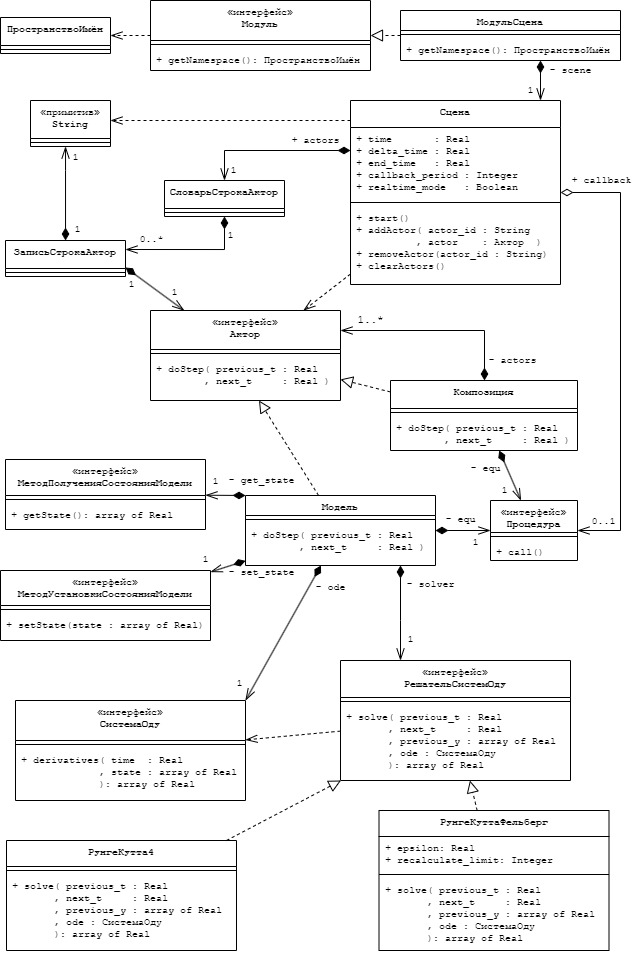 ПространствоИмён
«интерфейс»
Модуль
+ getNamespace(): ПространствоИмён
МодульСцена
+ getNamespace(): ПространствоИмён
- scene
1
«примитив»
String
1
1
+ actors
1
СловарьСтрокаАктор
1
0..*
ЗаписьСтрокаАктор
1
1
Сцена
+ time : Real
+ delta_time : Real
+ end_time : Real
+ callback_period : Integer
+ realtime_mode : Boolean
+ start()
+ addActor( actor_id : String
, actor : Актор )
+ removeActor(actor_id : String)
+ clearActors()
+ callback
0..1
«интерфейс»
Актор
+ doStep( previous_t : Real
, next_t : Real )
1..*
- actors
Композиция
+ doStep( previous_t : Real
, next_t : Real )
- equ
1
«интерфейс»
МетодПолученияСостоянияМодели
+ getState(): array of Real
1
- get_state
Модель
+ doStep( previous_t : Real
, next_t : Real )
- equ
1
«интерфейс»
Процедура
+ call()
1
- set_state
«интерфейс»
МетодУстановкиСостоянияМодели
+ setState(state : array of Real)
- ode
1
- solver
1
«интерфейс»
СистемаОду
+ derivatives( time : Real
, state : array of Real
): array of Real
«интерфейс»
РешательСистемОду
+ solve( previous_t : Real
, next_t : Real
, previous_y : array of Real
, ode : СистемаОду
): array of Real
РунгеКутта4
+ solve( previous_t : Real
, next_t : Real
, previous_y : array of Real
, ode : СистемаОду
): array of Real
РунгеКуттаФельберг
+ epsilon: Real
+ recalculate_limit: Integer
+ solve( previous_t : Real
, next_t : Real
, previous_y : array of Real
, ode : СистемаОду
): array of Real